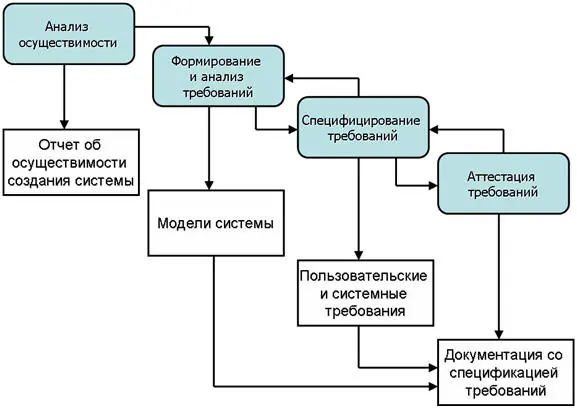 Анализ
осуществимости
Формирование
и анализ
требований
Специфицирование
требований
Аттестация
требований
Отчет об
осуществимости
создания системы
Модели системы
Пользовательские
и системные
требования
Документация со
спецификацией
требований